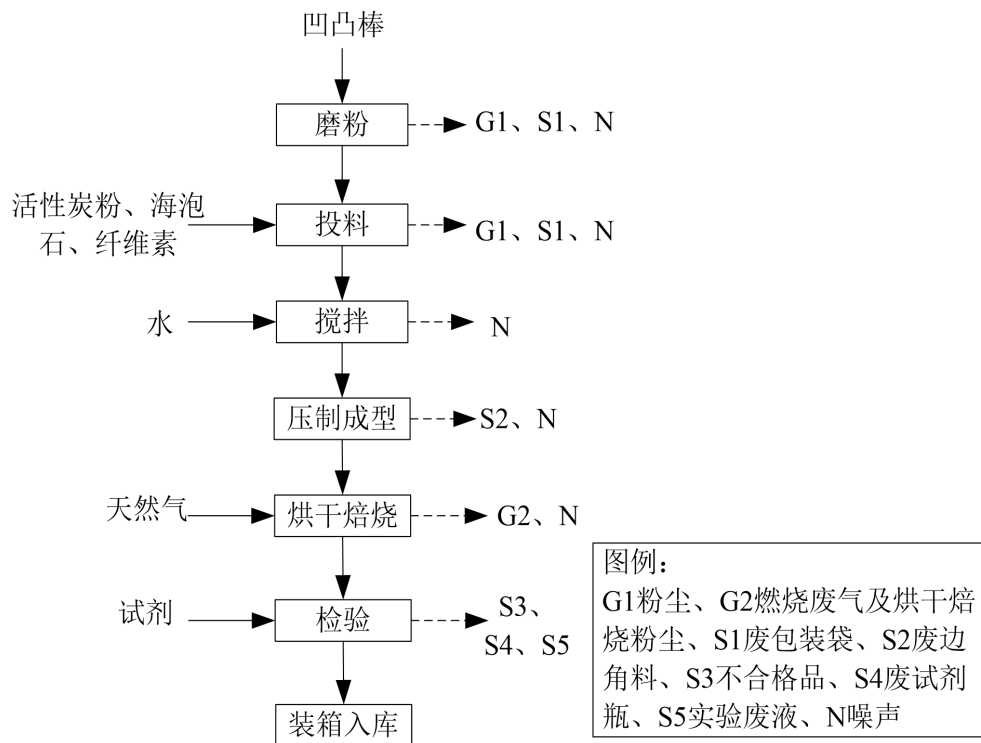 凹凸棒
磨粉
G1、S1、N
活性炭粉、海泡
石、纤维素
投料
G1、S1、N
水
搅拌
N
压制成型
S2、N
天然气
烘干焙烧
G2、N
试剂
检验
S3、
S4、S5
装箱入库
图例：
G1粉尘、G2燃烧废气及烘干焙
烧粉尘、S1废包装袋、S2废边
角料、S3不合格品、S4废试剂
瓶、S5实验废液、N噪声